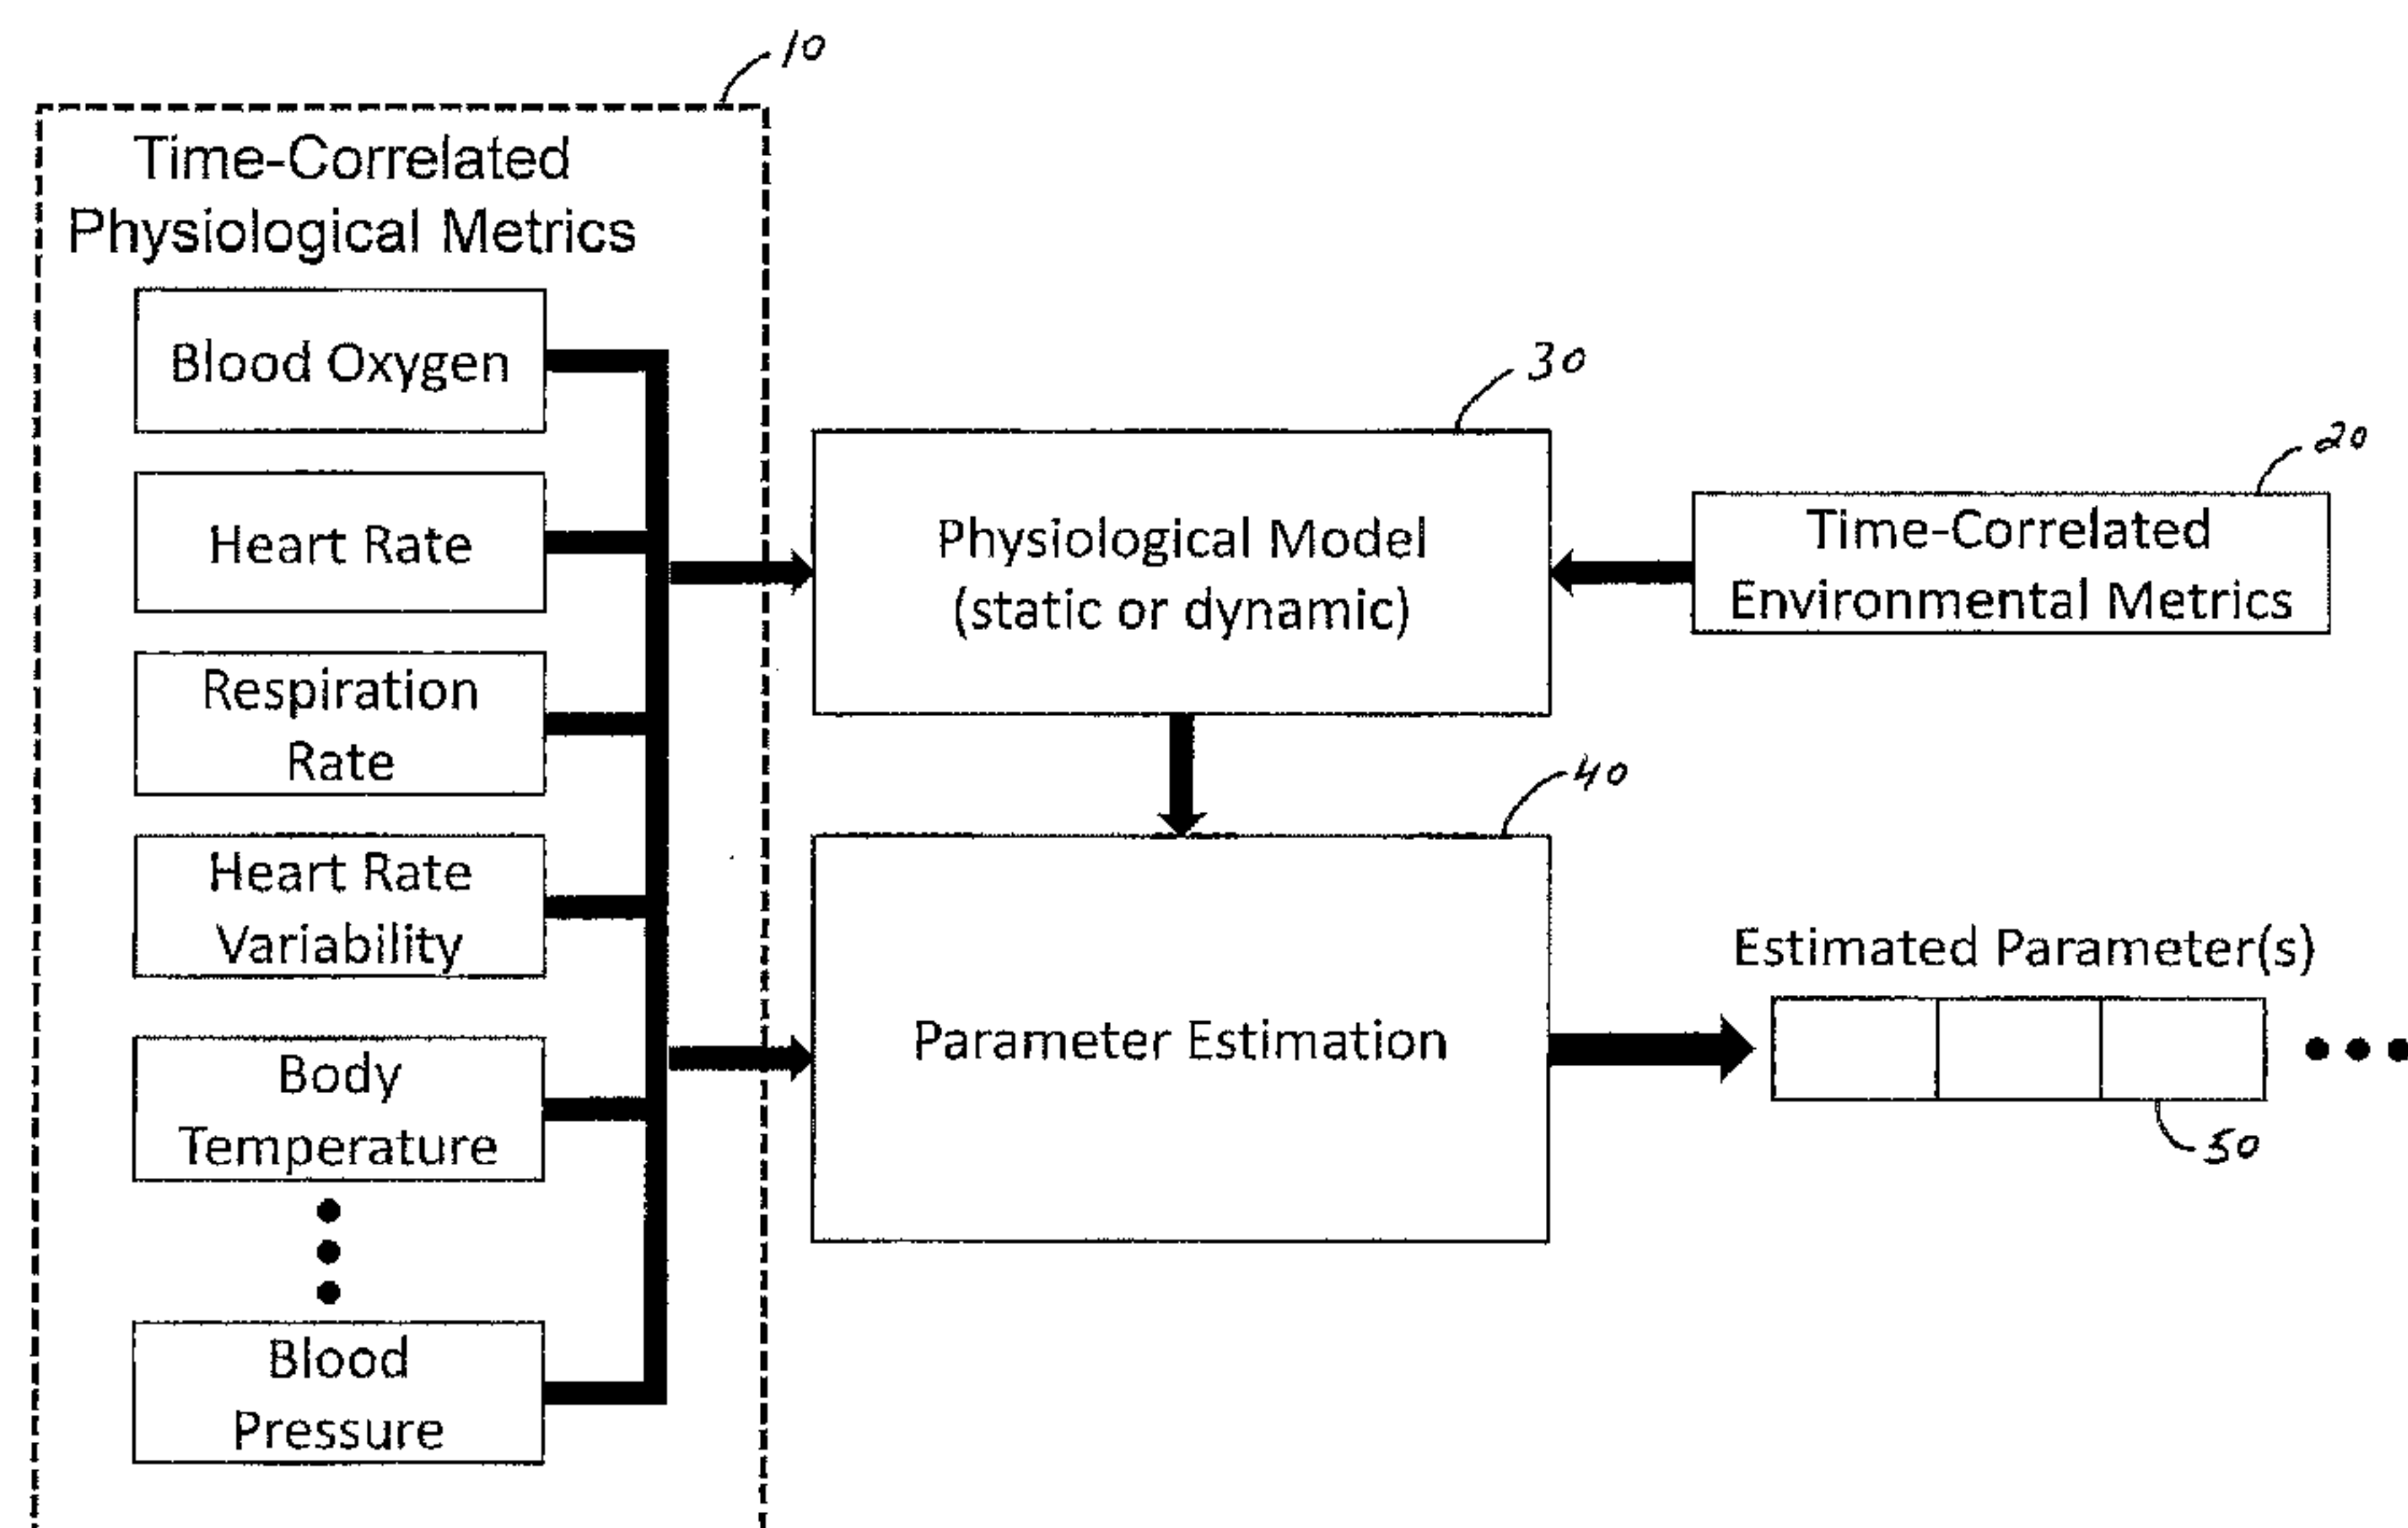 10
Time-Correlated
Physiological Metrics
Blood Oxygen
Heart Rate
Respiration
Rate
Heart Rate
Variability
Body
Temperature
Blood
Pressure
30
Physiological Model
(static or dynamic)
20
Time-Correlated
Environmental Metrics
40
Parameter Estimation
Estimated Parameter(s)
50